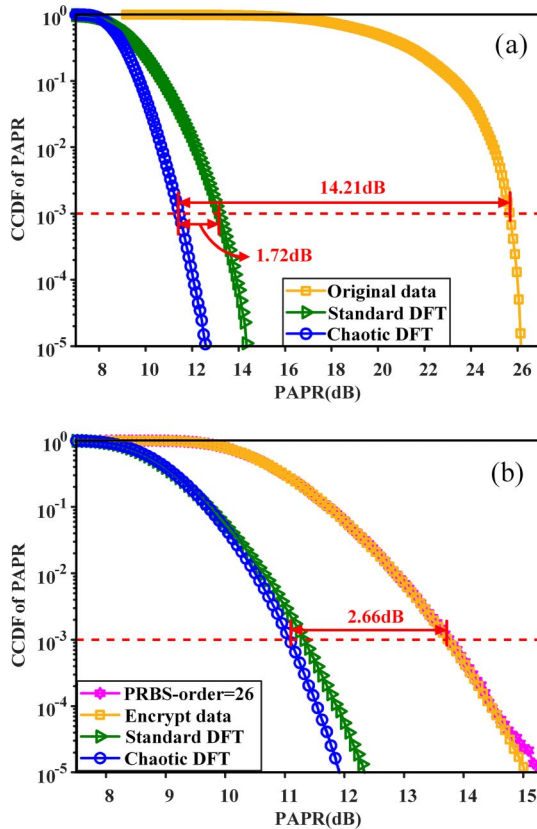 (a)
CCDF of PAPR
10^0
10^-1
10^-2
10^-3
10^-4
10^-5
14.21dB
1.72dB
Original data
Standard DFT
Chaotic DFT
8 10 12 14 16 18 20 22 24 26
PAPR(dB)
(b)
CCDF of PAPR
10^0
10^-1
10^-2
10^-3
10^-4
10^-5
2.66dB
PRBS-order=26
Encrypt data
Standard DFT
Chaotic DFT
8 9 10 11 12 13 14 15
PAPR(dB)